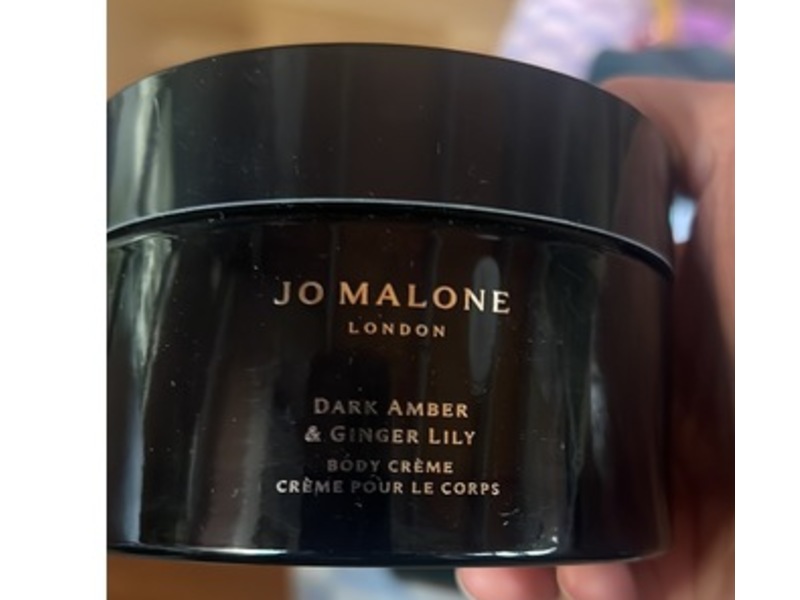 JO MALONE
LONDON
DARK AMBER
& GINGER LILY
BODY CRÈME
CRÈME POUR LE CORPS